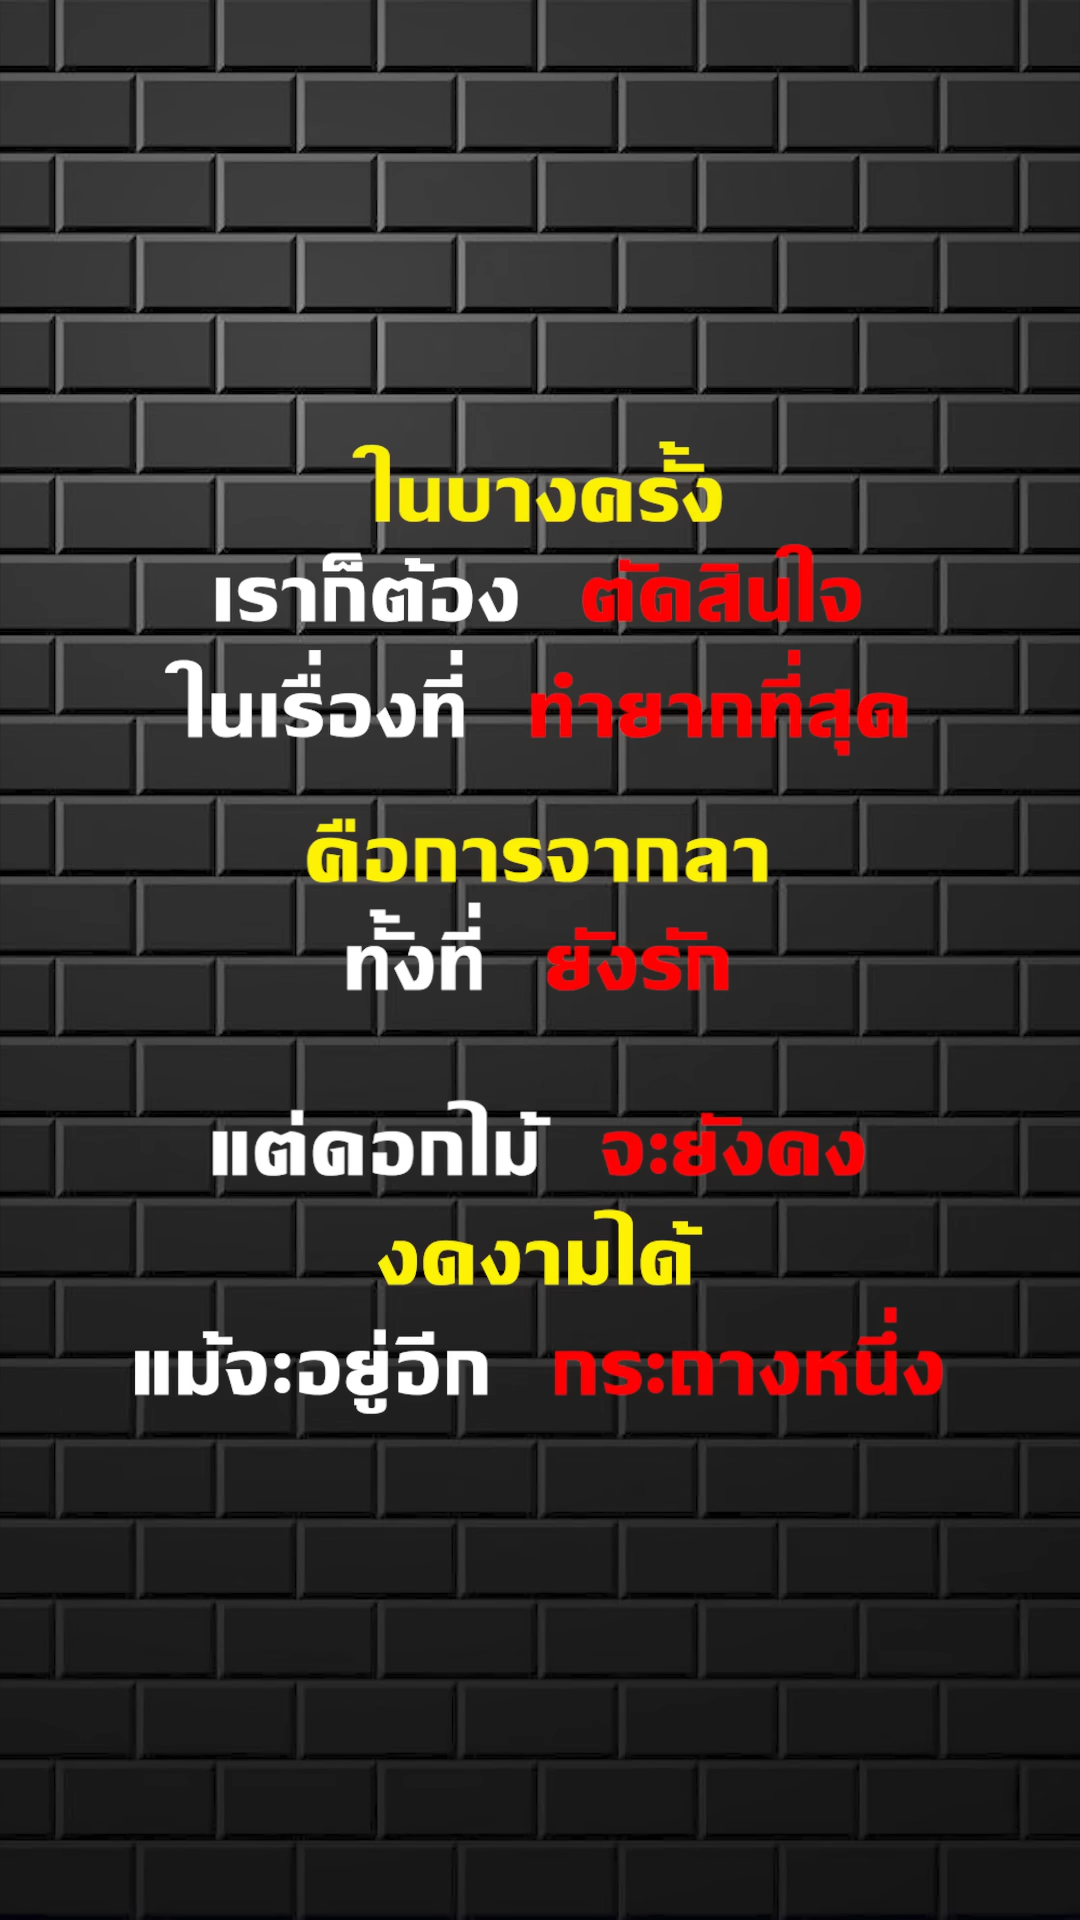 ในบางครั้ง
เราก็ต้อง ตัดสินใจ
ในเรื่องที่ ทำยากที่สุด
คือการจากลา
ทั้งที่ ยังรัก
แต่ดอกไม้ จะยังคง
งดงามได้
แม้จะอยู่อีก กระถางหนึ่ง